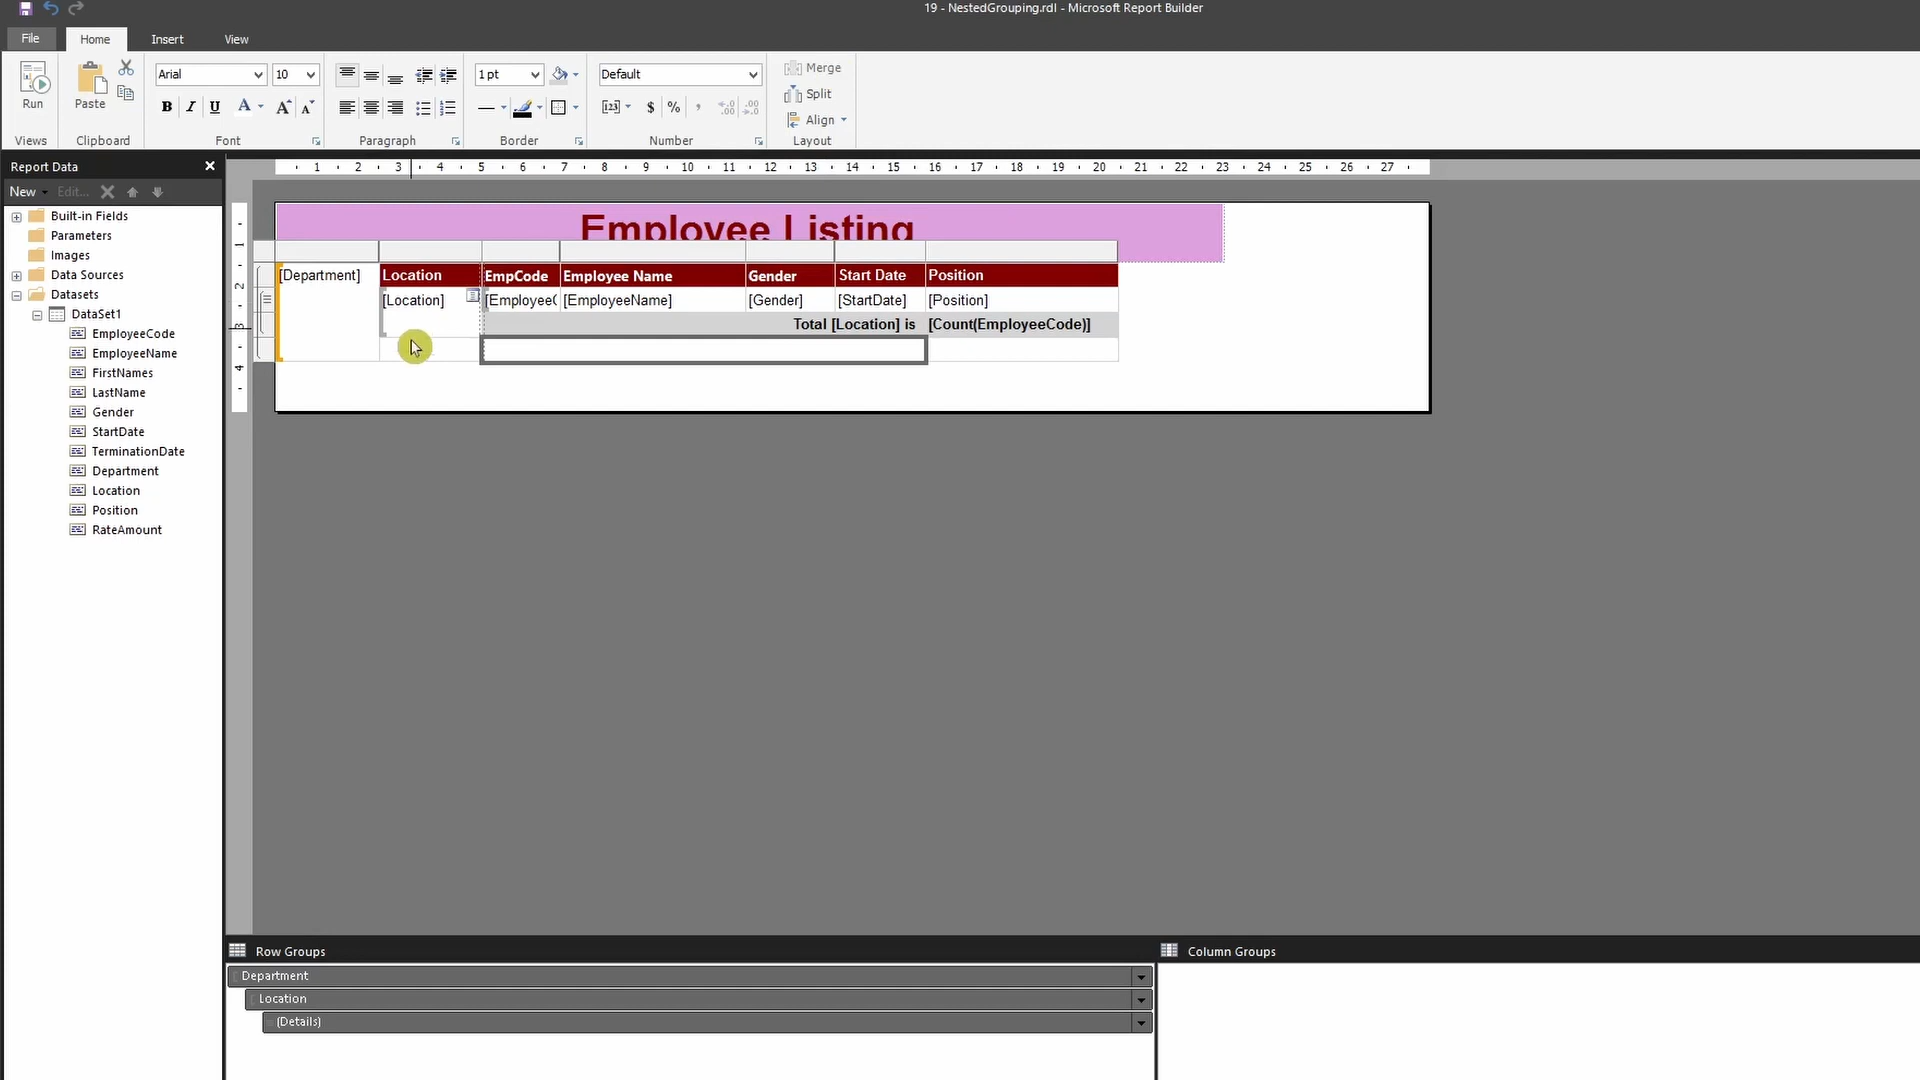 19 - NestedGrouping.rdl - Microsoft Report Builder
File Home Insert View
Arial 10 1 pt Default Merge
Run Paste Split
B I U A A A $ % Align
Views Clipboard Font Paragraph Border Number Layout
Report Data
New Edit...
1 2 3 4 5 6 7 8 9 10 11 12 13 14 15 16 17 18 19 20 21 22 23 24 25 26 27
Built-in Fields
Parameters
Images
Data Sources
Datasets
DataSet1
EmployeeCode
EmployeeName
FirstNames
LastName
Gender
StartDate
TerminationDate
Department
Location
Position
RateAmount
1
2
3
4
Employee Listing
[Department] Location EmpCode Employee Name Gender Start Date Position
[Location] [EmployeeC [EmployeeName] [Gender] [StartDate] [Position]
Total [Location] is [Count(EmployeeCode)]
Row Groups
Department
Location
(Details)
Column Groups